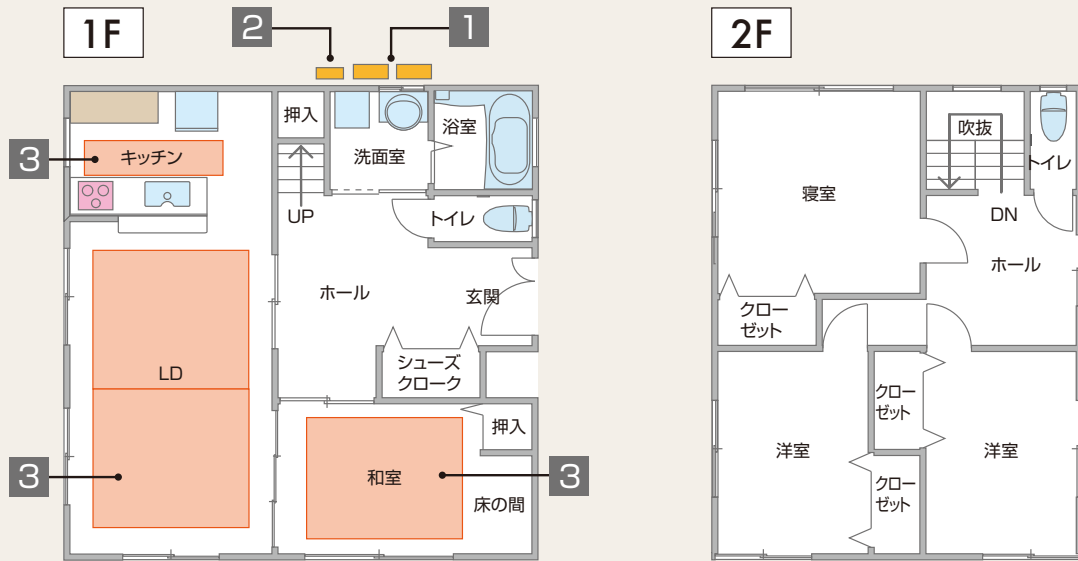 1F
2
1
押入
洗面室
浴室
3
キッチン
UP
トイレ
ホール
玄関
シューズ
クローク
LD
押入
3
和室
3
床の間
2F
吹抜
トイレ
寝室
DN
ホール
クロー
ゼット
クロー
ゼット
洋室
洋室
クロー
ゼット